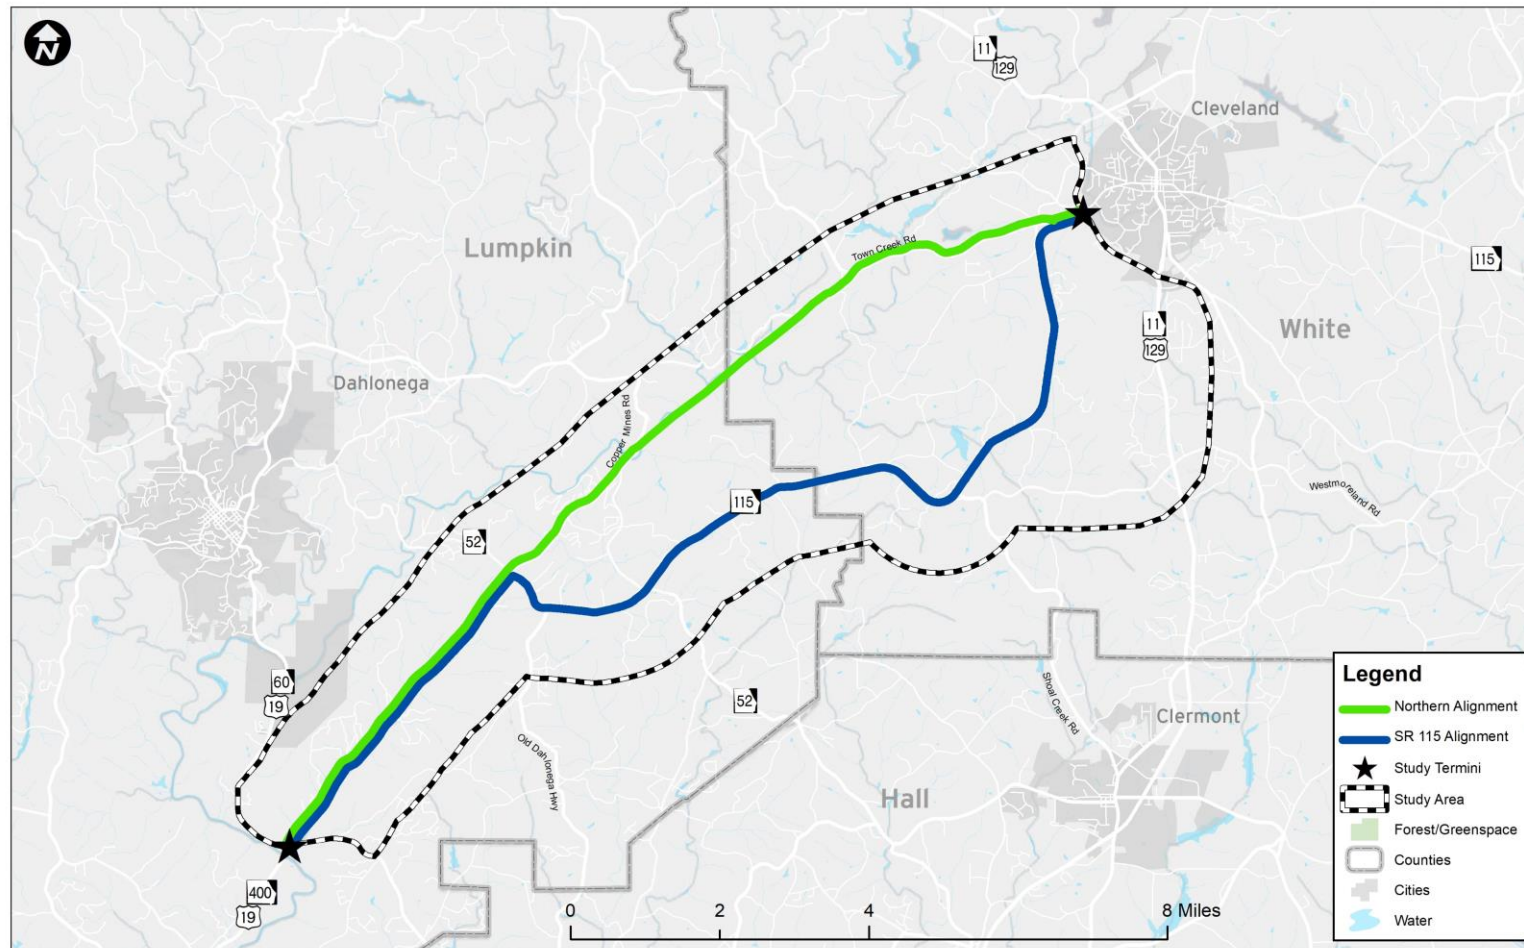 N
11
129
Cleveland
Lumpkin
Town Creek Rd
115
11
129
White
Dahlonega
Copper Mines Rd
Westmoreland Rd
115
52
60
19
52
Shoal Creek Rd
Clermont
Old Dahlonega Hwy
Hall
400
19
0 2 4 8 Miles
Legend
Northern Alignment
SR 115 Alignment
Study Termini
Study Area
Forest/Greenspace
Counties
Cities
Water